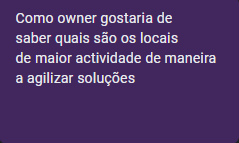 Como owner gostaria de
saber quais são os locais
de maior actividade de maneira
a agilizar soluções